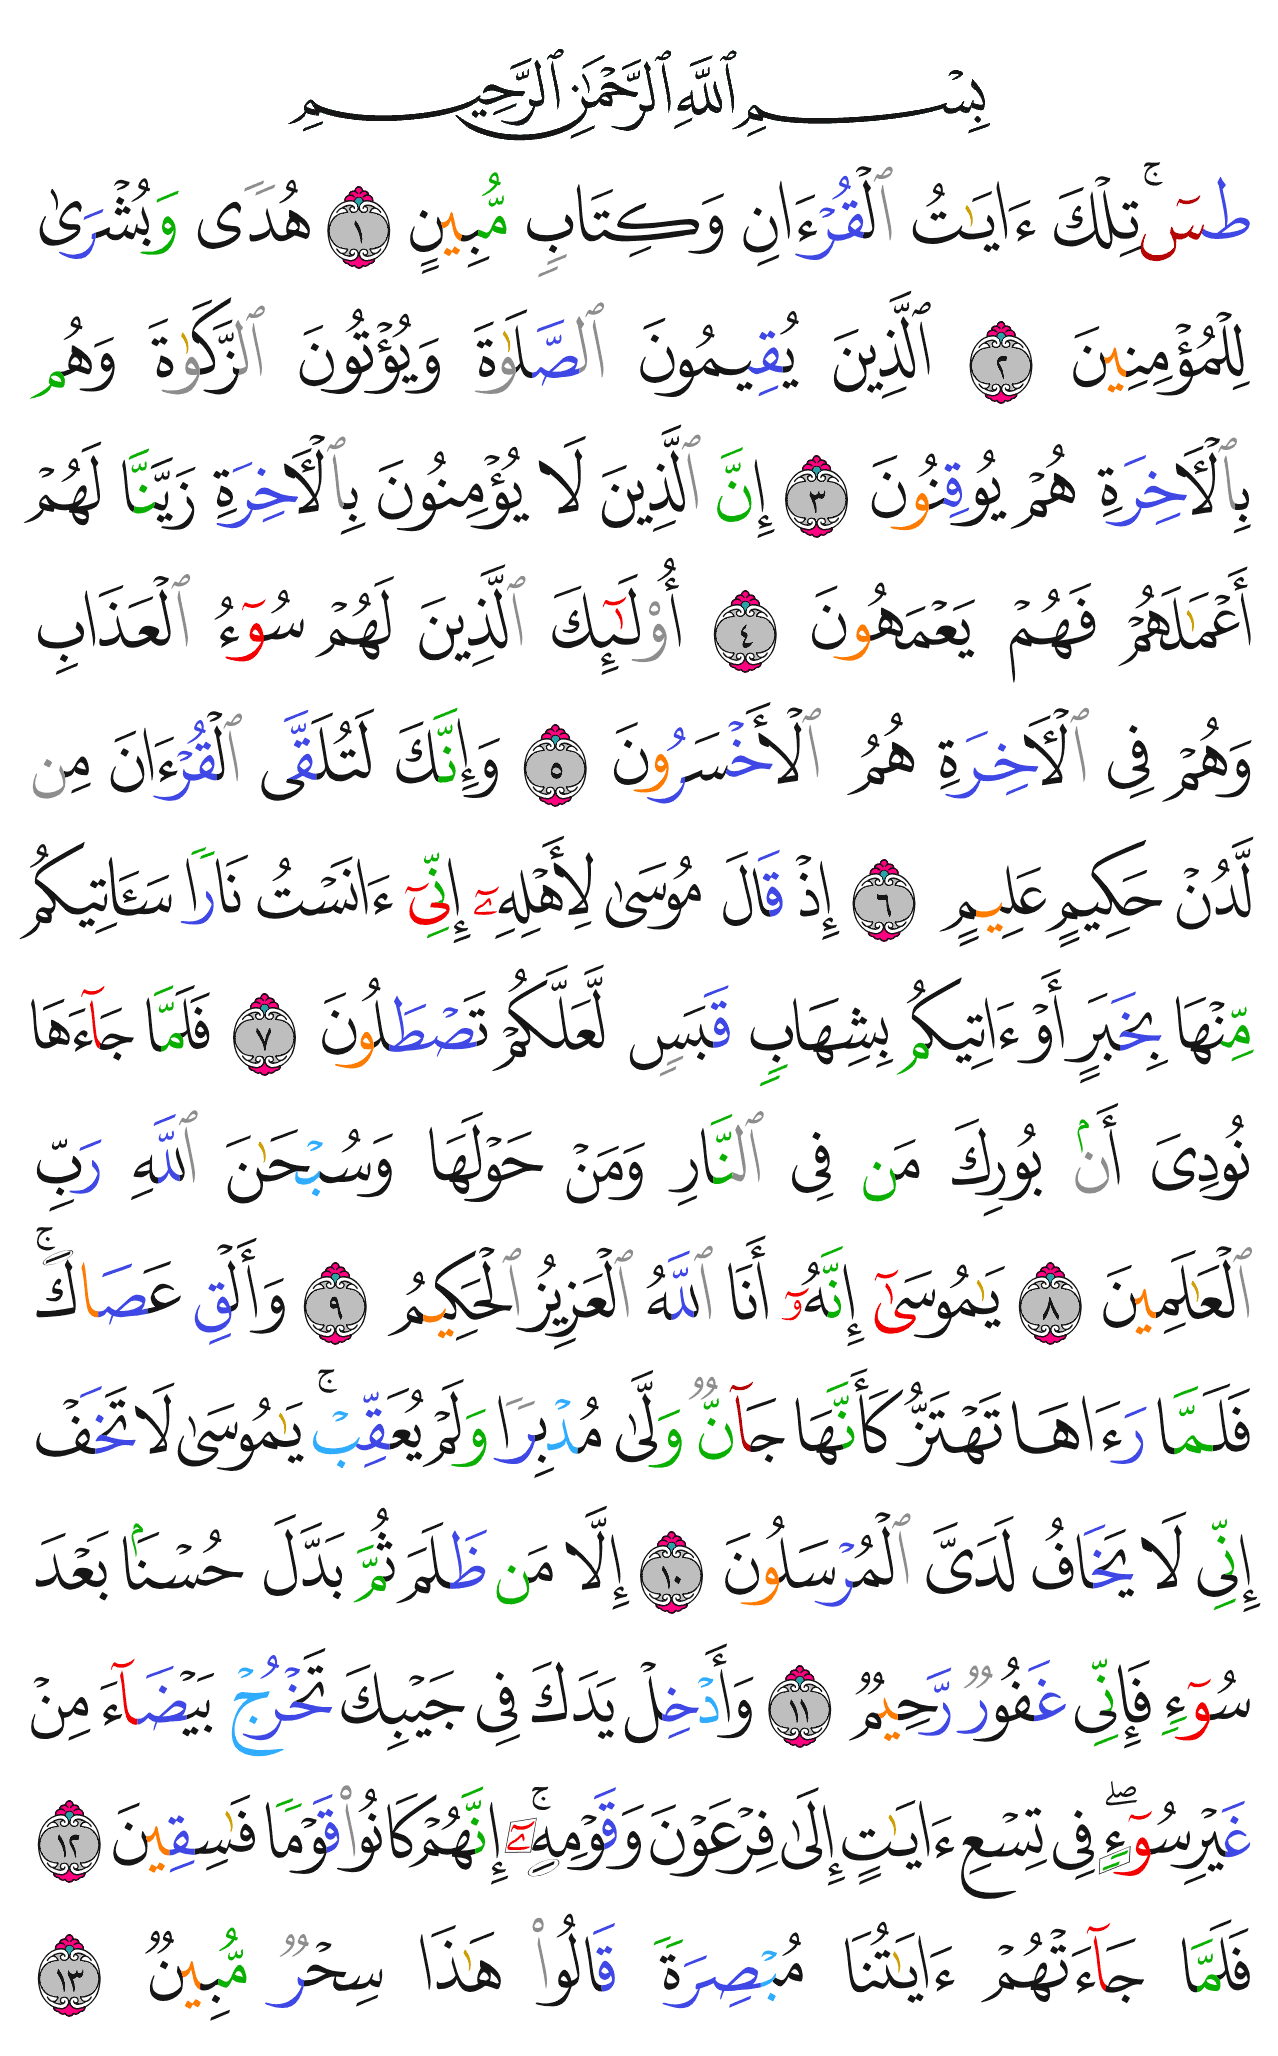 بِسْمِ ٱللَّهِ ٱلرَّحْمَٰنِ ٱلرَّحِيمِ
طسٓۚ تِلْكَ ءَايَٰتُ ٱلْقُرْءَانِ وَكِتَابٍ مُّبِينٍ ١ هُدًى وَبُشْرَىٰ
لِلْمُؤْمِنِينَ ٢ ٱلَّذِينَ يُقِيمُونَ ٱلصَّلَوٰةَ وَيُؤْتُونَ ٱلزَّكَوٰةَ وَهُم
بِٱلْأَخِرَةِ هُمْ يُوقِنُونَ ٣ إِنَّ ٱلَّذِينَ لَا يُؤْمِنُونَ بِٱلْأَخِرَةِ زَيَّنَّا لَهُمْ
أَعْمَٰلَهُمْ فَهُمْ يَعْمَهُونَ ٤ أُو۟لَٰٓئِكَ ٱلَّذِينَ لَهُمْ سُوٓءُ ٱلْعَذَابِ
وَهُمْ فِى ٱلْأَخِرَةِ هُمُ ٱلْأَخْسَرُونَ ٥ وَإِنَّكَ لَتُلَقَّى ٱلْقُرْءَانَ مِن
لَّدُنْ حَكِيمٍ عَلِيمٍ ٦ إِذْ قَالَ مُوسَىٰ لِأَهْلِهِۦٓ إِنِّىٓ ءَانَسْتُ نَارًا سَـَٔاتِيكُم
مِّنْهَا بِخَبَرٍ أَوْ ءَاتِيكُم بِشِهَابٍ قَبَسٍ لَّعَلَّكُمْ تَصْطَلُونَ ٧ فَلَمَّا جَآءَهَا
نُودِىَ أَنۢ بُورِكَ مَن فِى ٱلنَّارِ وَمَنْ حَوْلَهَا وَسُبْحَٰنَ ٱللَّهِ رَبِّ
ٱلْعَٰلَمِينَ ٨ يَٰمُوسَىٰٓ إِنَّهُۥٓ أَنَا ٱللَّهُ ٱلْعَزِيزُ ٱلْحَكِيمُ ٩ وَأَلْقِ عَصَاكَۚ
فَلَمَّا رَءَاهَا تَهْتَزُّ كَأَنَّهَا جَآنٌّ وَلَّىٰ مُدْبِرًا وَلَمْ يُعَقِّبْۚ يَٰمُوسَىٰ لَا تَخَفْ
إِنِّى لَا يَخَافُ لَدَىَّ ٱلْمُرْسَلُونَ ١٠ إِلَّا مَن ظَلَمَ ثُمَّ بَدَّلَ حُسْنَۢا بَعْدَ
سُوٓءٍ فَإِنِّى غَفُورٌ رَّحِيمٌ ١١ وَأَدْخِلْ يَدَكَ فِى جَيْبِكَ تَخْرُجْ بَيْضَآءَ مِنْ
غَيْرِ سُوٓءٍۖ فِى تِسْعِ ءَايَٰتٍ إِلَىٰ فِرْعَوْنَ وَقَوْمِهِۦٓۚ إِنَّهُمْ كَانُوا۟ قَوْمًا فَٰسِقِينَ ١٢
فَلَمَّا جَآءَتْهُمْ ءَايَٰتُنَا مُبْصِرَةً قَالُوا۟ هَٰذَا سِحْرٌ مُّبِينٌ ١٣